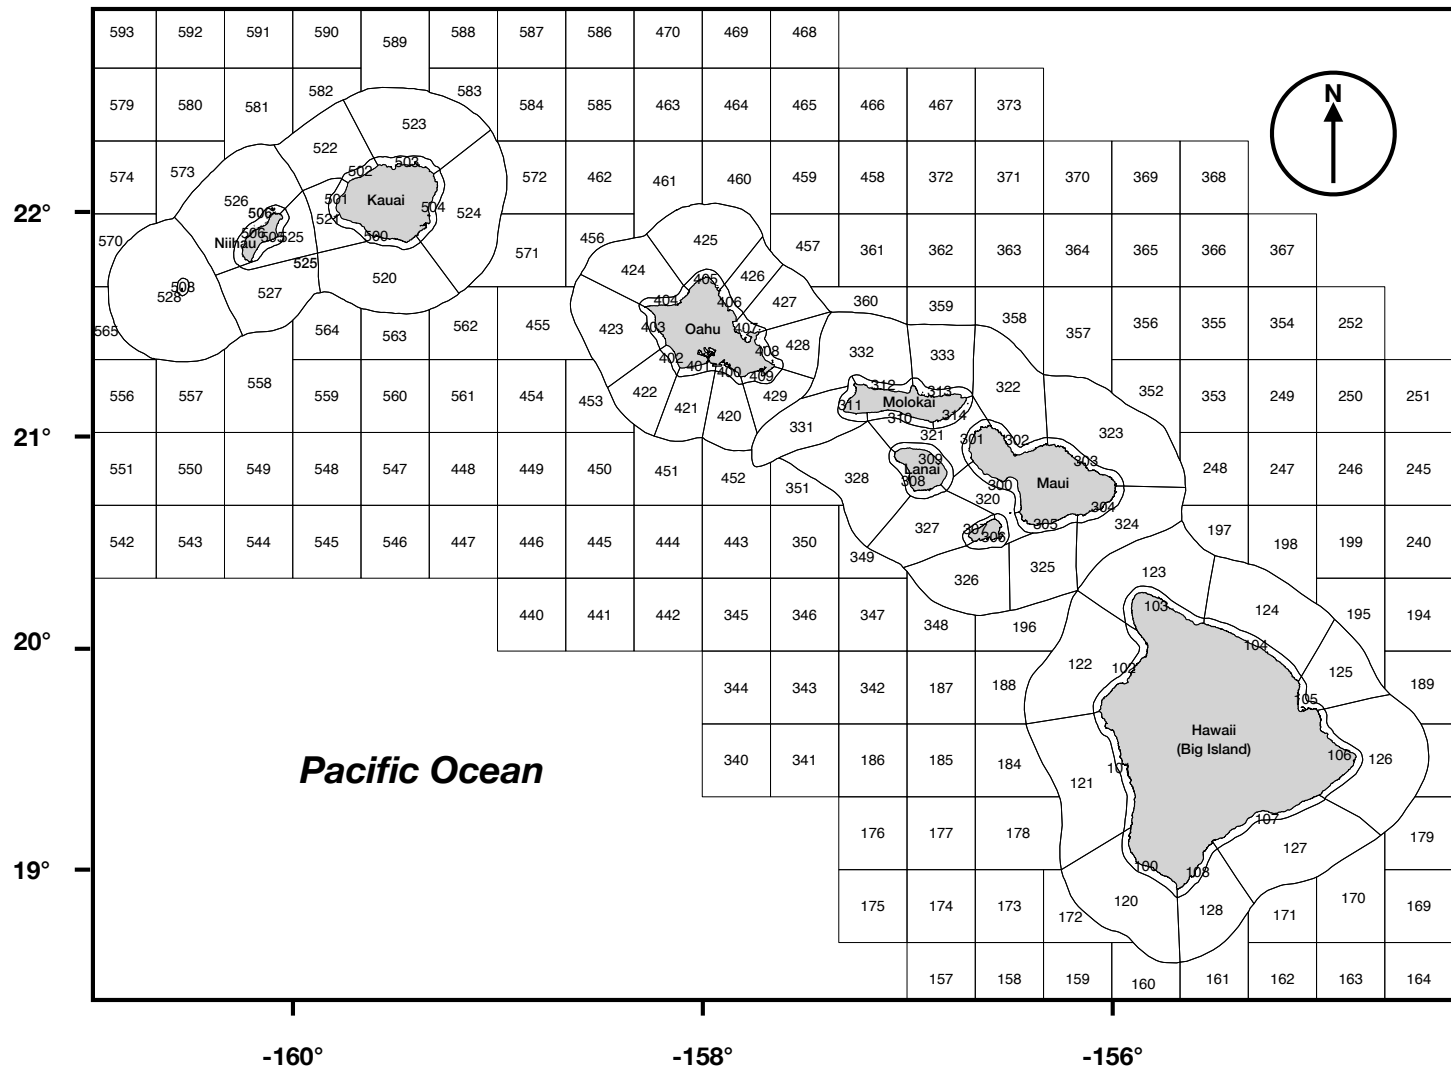 593 592 591 590 589 588 587 586 470 469 468
579 580 581 582 583 584 585 463 464 465 466 467 373
N
523
522
574 573 502 503 572 462 461 460 459 458 372 371 370 369 368
526 501 Kauai 504 524
22°
506 521
570 Niihau 506 505 525 500 571 456 425 457 361 362 363 364 365 366 367
525 520 424 426
528 508 527 405 427 360 359
404 406
565 564 563 562 455 423 403 Oahu 407 428 358 357 356 355 354 252
402 401 400 408 409 332 333
556 557 558 559 560 561 454 453 422 421 420 429 312 313 322 352 353 249 250 251
311 Molokai 314
310
21°
331 321 301 302 323
551 550 549 548 547 448 449 450 451 452 351 328 309 Lanai 308 303 248 247 246 245
300 Maui
320 304
542 543 544 545 546 447 446 445 444 443 350 349 327 307 306 305 324 197 198 199 240
326 325 123
440 441 442 345 346 347 348 196 103 124 195 194
20°
104
122 102 125
344 343 342 187 188 105 189
Hawaii
(Big Island)
Pacific Ocean
340 341 186 185 184 121 106 126
107
176 177 178 127 179
19°
100 108
175 174 173 172 120 128 171 170 169
157 158 159 160 161 162 163 164
-160° -158° -156°